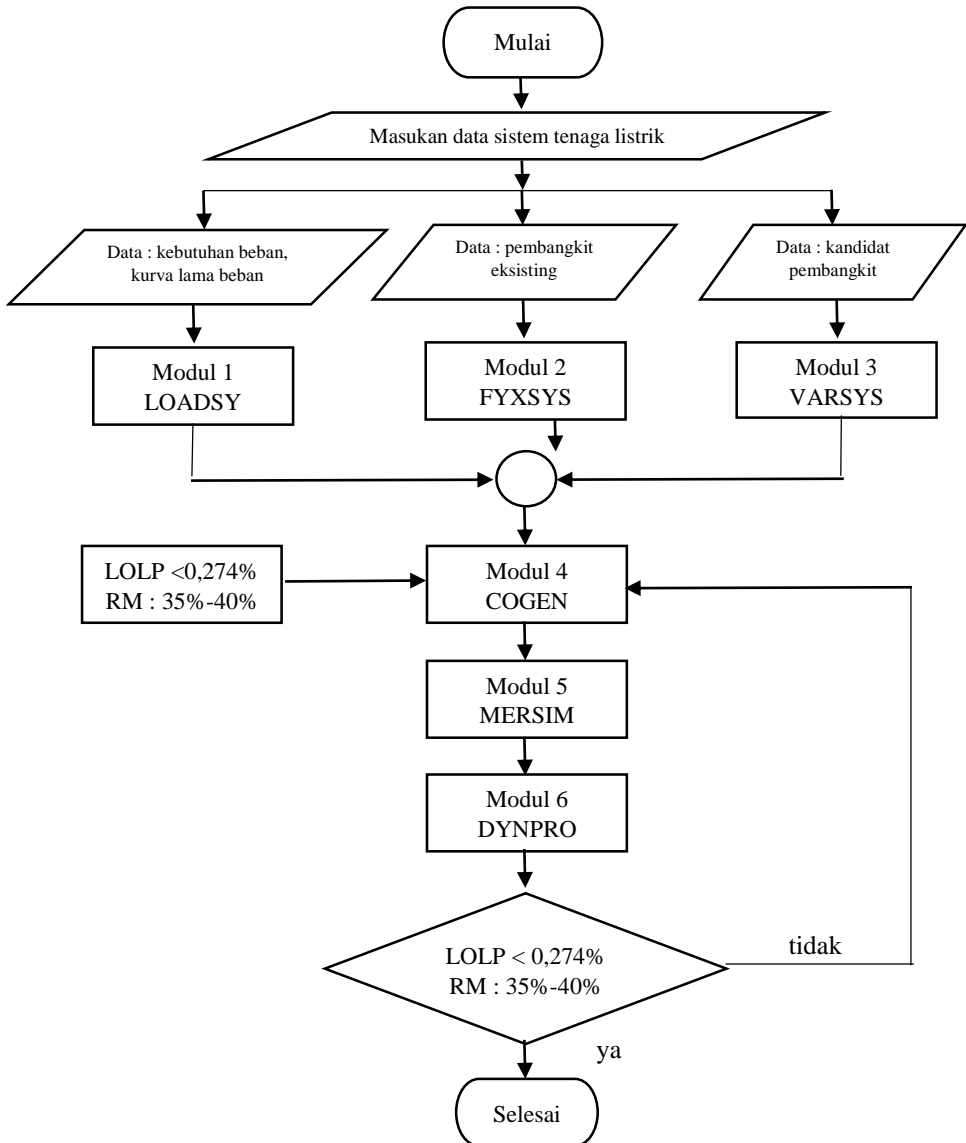 Mulai
Masukan data sistem tenaga listrik
Data : kebutuhan beban,
kurva lama beban
Data : pembangkit
eksisting
Data : kandidat
pembangkit
Modul 1
LOADSY
Modul 2
FYXSYS
Modul 3
VARSYS
LOLP <0,274%
RM : 35%-40%
Modul 4
COGEN
Modul 5
MERSIM
Modul 6
DYNPRO
LOLP < 0,274%
RM : 35%-40%
tidak
ya
Selesai